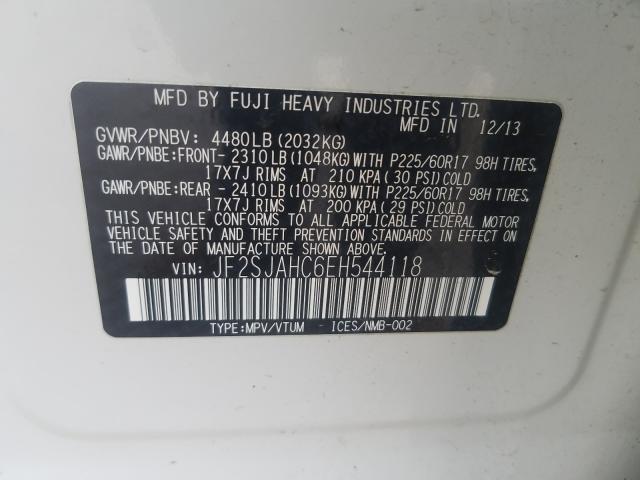 MFD BY FUJI HEAVY INDUSTRIES LTD.
MFD IN 12/13
GVWR/PNBV: 4480LB(2032KG)
GAWR/PNBE:FRONT- 2310LB(1048KG)WITH P225/60R17 98H TIRES,
17X7J RIMS AT 210 KPA(30 PSI)COLD
GAWR/PNBE:REAR - 2410LB(1093KG)WITH P225/60R17 98H TIRES,
17X7J RIMS AT 200 KPA(29 PSI)COLD
THIS VEHICLE CONFORMS TO ALL APPLICABLE FEDERAL MOTOR
VEHICLE SAFETY AND THEFT PREVENTION STANDARDS IN EFFECT
ON THE DATE OF MANUFACTURE SHOWN ABOVE.
VIN: JF2SJAHC6EH544118
TYPE:MPV/VTUM ICES/NMB-002